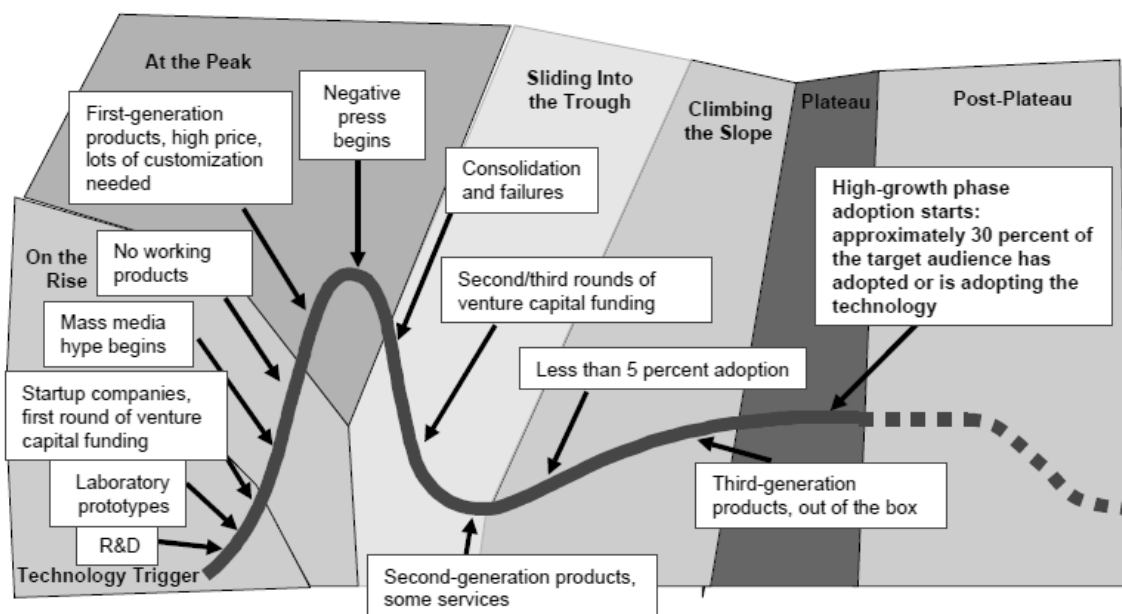 At the Peak
First-generation
products, high price,
lots of customization
needed
Negative
press
begins
Sliding Into
the Trough
Consolidation
and failures
Climbing
the Slope
Plateau
Post-Plateau
High-growth phase
adoption starts:
approximately 30 percent of
the target audience has
adopted or is adopting the
technology
On the
Rise
No working
products
Mass media
hype begins
Second/third rounds of
venture capital funding
Less than 5 percent adoption
Startup companies,
first round of venture
capital funding
Laboratory
prototypes
R&D
Technology Trigger
Third-generation
products, out of the box
Second-generation products,
some services